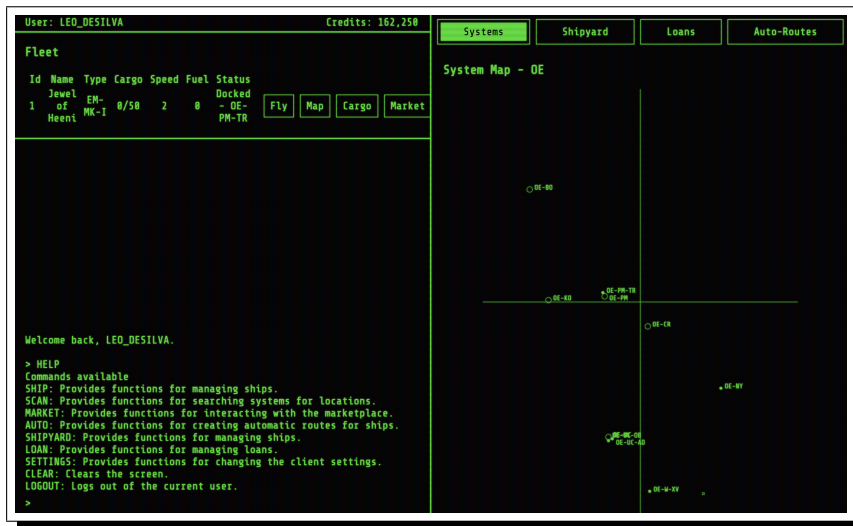 User: LEO_DESILVA Credits: 162,250
Fleet
Id Name Type Cargo Speed Fuel Status
1 Jewel of Heeni EM-MK-I 0/50 2 0 Docked - OE-PM-TR Fly Map Cargo Market
Welcome back, LEO_DESILVA.
> HELP
Commands available
SHIP: Provides functions for managing ships.
SCAN: Provides functions for searching systems for locations.
MARKET: Provides functions for interacting with the marketplace.
AUTO: Provides functions for creating automatic routes for ships.
SHIPYARD: Provides functions for managing ships.
LOAN: Provides functions for managing loans.
SETTINGS: Provides functions for changing the client settings.
CLEAR: Clears the screen.
LOGOUT: Logs out of the current user.
>
Systems Shipyard Loans Auto-Routes
System Map - OE
OE-BO
OE-PM-TR
OE-KO OE-PM
OE-CR
OE-NY
OE-UC-AD
OE-W-XV